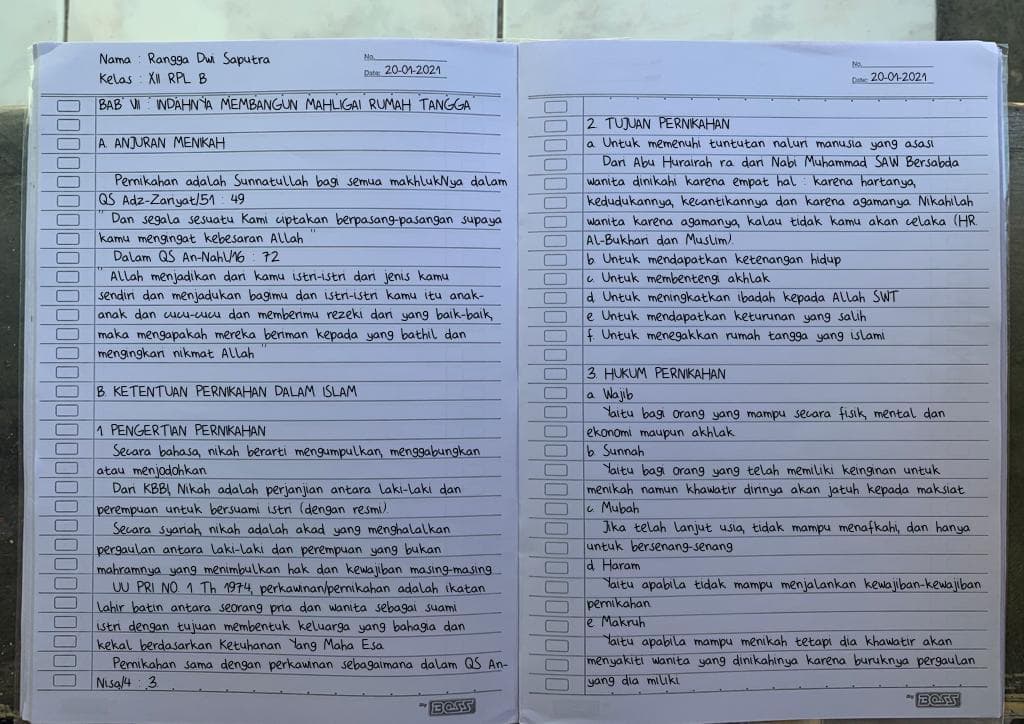 Nama : Rangga Dwi Saputra
Kelas : XII RPL B
No.
Date: 20-01-2021
BAB VII : INDAHNYA MEMBANGUN MAHLIGAI RUMAH TANGGA
A. ANJURAN MENIKAH
Pernikahan adalah Sunnatullah bagi semua makhlukNya dalam
QS Adz-Zariyat/51 : 49
" Dan segala sesuatu Kami ciptakan berpasang-pasangan supaya
kamu mengingat kebesaran Allah "
Dalam QS An-Nahl/16 : 72
" Allah menjadikan dari kamu istri-istri dari jenis kamu
sendiri dan menjadukan bagimu dan istri-istri kamu itu anak-
anak dan cucu-cucu dan memberimu rezeki dari yang baik-baik,
maka mengapakah mereka beriman kepada yang bathil dan
mengingkari nikmat Allah "
B. KETENTUAN PERNIKAHAN DALAM ISLAM
1. PENGERTIAN PERNIKAHAN
Secara bahasa, nikah berarti mengumpulkan, menggabungkan
atau menjodohkan.
Dari KBBI, Nikah adalah perjanjian antara laki-laki dan
perempuan untuk bersuami istri (dengan resmi).
Secara syariah, nikah adalah akad yang menghalalkan
pergaulan antara laki-laki dan perempuan yang bukan
mahramnya yang menimbulkan hak dan kewajiban masing-masing.
UU PRI NO. 1 Th 1974, perkawinan/pernikahan adalah ikatan
lahir batin antara seorang pria dan wanita sebagai suami
istri dengan tujuan membentuk keluarga yang bahagia dan
kekal berdasarkan Ketuhanan Yang Maha Esa.
Pernikahan sama dengan perkawinan sebagaimana dalam QS An-
Nisa/4 : 3.
By BOSS
No.
Date: 20-01-2021
2. TUJUAN PERNIKAHAN
a. Untuk memenuhi tuntutan naluri manusia yang asasi
Dari Abu Hurairah ra. dari Nabi Muhammad SAW Bersabda
wanita dinikahi karena empat hal : karena hartanya,
kedudukannya, kecantikannya dan karena agamanya. Nikahilah
wanita karena agamanya, kalau tidak kamu akan celaka (HR.
Al-Bukhari dan Muslim).
b. Untuk mendapatkan ketenangan hidup
c. Untuk membentengi akhlak
d. Untuk meningkatkan ibadah kepada Allah SWT
e. Untuk mendapatkan keturunan yang salih
f. Untuk menegakkan rumah tangga yang islami
3. HUKUM PERNIKAHAN
a. Wajib
Yaitu bagi orang yang mampu secara fisik, mental dan
ekonomi maupun akhlak.
b. Sunnah
Yaitu bagi orang yang telah memiliki keinginan untuk
menikah namun khawatir dirinya akan jatuh kepada maksiat.
c. Mubah
Jika telah lanjut usia, tidak mampu menafkahi, dan hanya
untuk bersenang-senang
d. Haram
Yaitu apabila tidak mampu menjalankan kewajiban-kewajiban
pernikahan.
e. Makruh
Yaitu apabila mampu menikah tetapi dia khawatir akan
menyakiti wanita yang dinikahinya karena buruknya pergaulan
yang dia miliki.
By BOSS